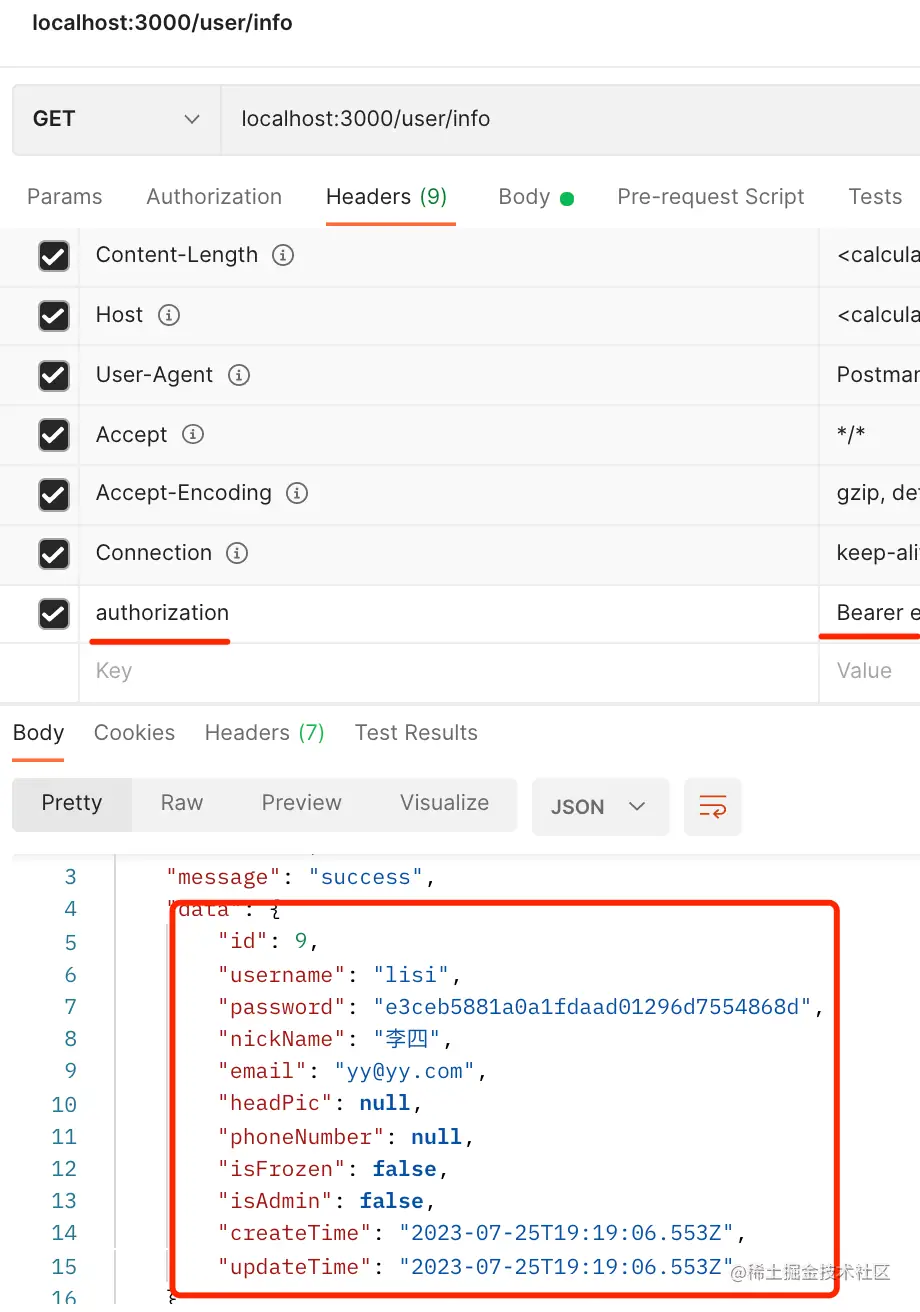 localhost:3000/user/info
GET localhost:3000/user/info
Params Authorization Headers (9) Body Pre-request Script Tests
Content-Length <calcula
Host <calcula
User-Agent Postmar
Accept */*
Accept-Encoding gzip, de
Connection keep-ali
authorization Bearer e
Key Value
Body Cookies Headers (7) Test Results
Pretty Raw Preview Visualize JSON
3 "message": "success",
4 "data": {
5 "id": 9,
6 "username": "lisi",
7 "password": "e3ceb5881a0a1fdaad01296d7554868d",
8 "nickName": "李四",
9 "email": "yy@yy.com",
10 "headPic": null,
11 "phoneNumber": null,
12 "isFrozen": false,
13 "isAdmin": false,
14 "createTime": "2023-07-25T19:19:06.553Z",
15 "updateTime": "2023-07-25T19:19:06.553Z"
@稀土掘金技术社区
16 }